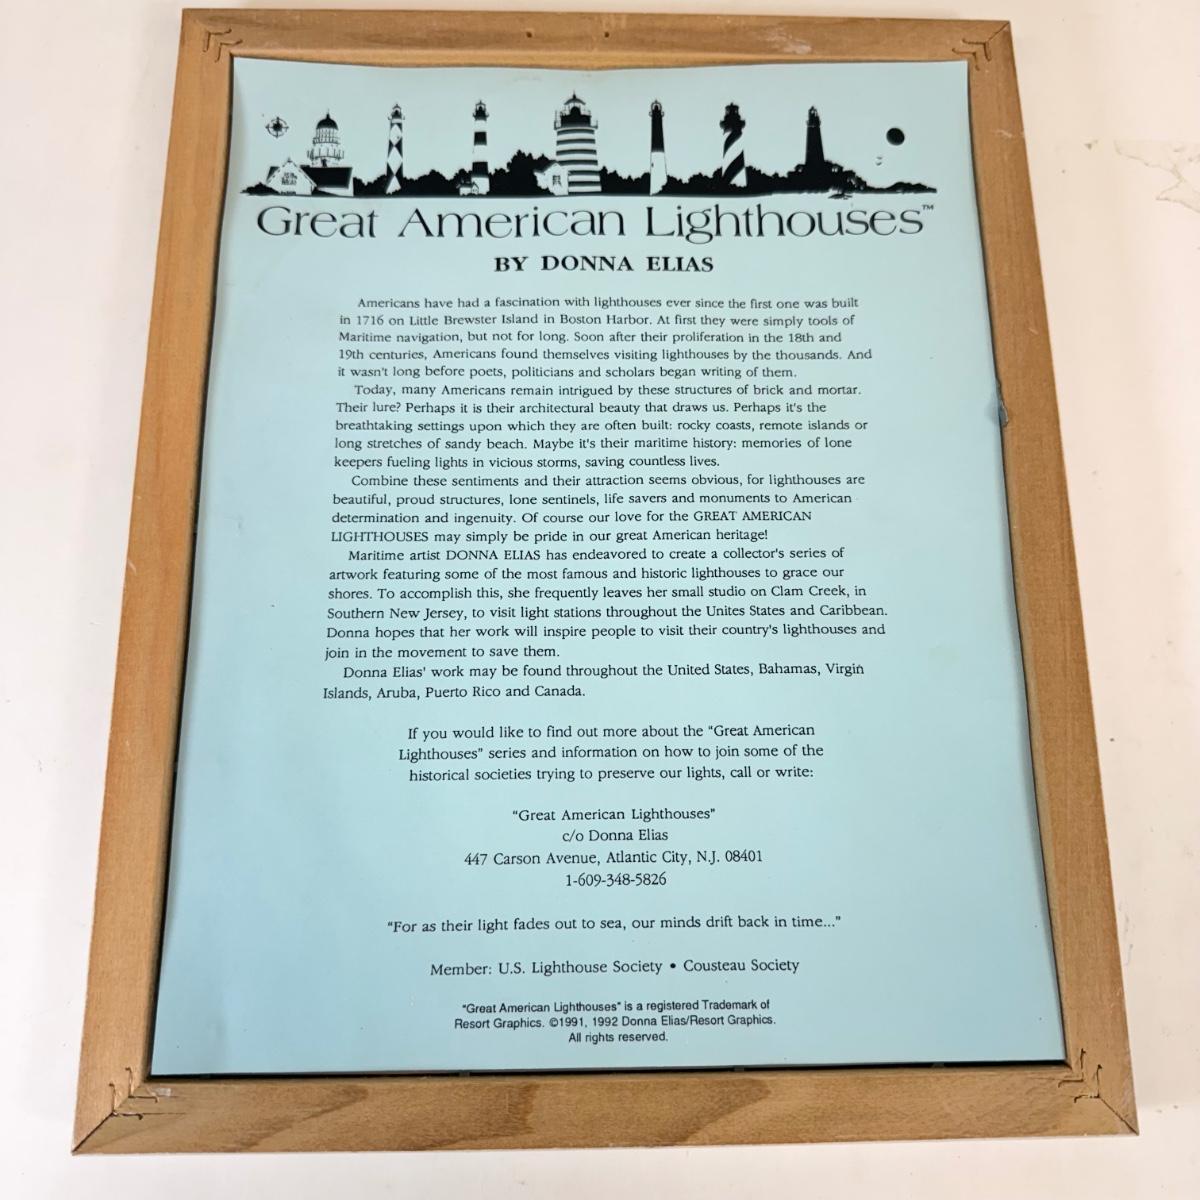 Great American Lighthouses™
BY DONNA ELIAS
Americans have had a fascination with lighthouses ever since the first one was built
in 1716 on Little Brewster Island in Boston Harbor. At first they were simply tools of
Maritime navigation, but not for long. Soon after their proliferation in the 18th and
19th centuries, Americans found themselves visiting lighthouses by the thousands. And
it wasn't long before poets, politicians and scholars began writing of them.
Today, many Americans remain intrigued by these structures of brick and mortar.
Their lure? Perhaps it is their architectural beauty that draws us. Perhaps it's the
breathtaking settings upon which they are often built: rocky coasts, remote islands or
long stretches of sandy beach. Maybe it's their maritime history: memories of lone
keepers fueling lights in vicious storms, saving countless lives.
Combine these sentiments and their attraction seems obvious, for lighthouses are
beautiful, proud structures, lone sentinels, life savers and monuments to American
determination and ingenuity. Of course our love for the GREAT AMERICAN
LIGHTHOUSES may simply be pride in our great American heritage!
Maritime artist DONNA ELIAS has endeavored to create a collector's series of
artwork featuring some of the most famous and historic lighthouses to grace our
shores. To accomplish this, she frequently leaves her small studio on Clam Creek, in
Southern New Jersey, to visit light stations throughout the Unites States and Caribbean.
Donna hopes that her work will inspire people to visit their country's lighthouses and
join in the movement to save them.
Donna Elias' work may be found throughout the United States, Bahamas, Virgin
Islands, Aruba, Puerto Rico and Canada.
If you would like to find out more about the "Great American
Lighthouses" series and information on how to join some of the
historical societies trying to preserve our lights, call or write:
"Great American Lighthouses"
c/o Donna Elias
447 Carson Avenue, Atlantic City, N.J. 08401
1-609-348-5826
"For as their light fades out to sea, our minds drift back in time..."
Member: U.S. Lighthouse Society • Cousteau Society
"Great American Lighthouses" is a registered Trademark of
Resort Graphics. ©1991, 1992 Donna Elias/Resort Graphics.
All rights reserved.